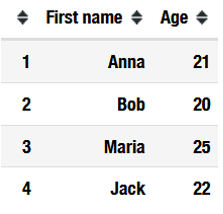 First name Age
1 Anna 21
2 Bob 20
3 Maria 25
4 Jack 22